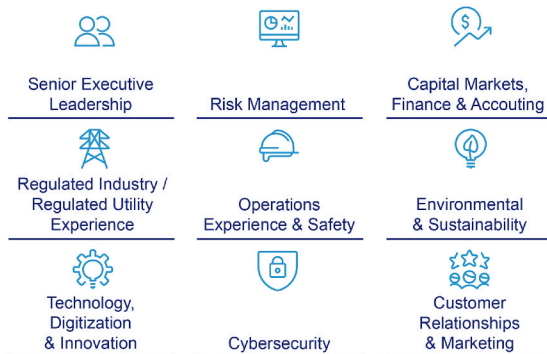 Senior Executive
Leadership
Risk Management
Capital Markets,
Finance & Accouting
Regulated Industry /
Regulated Utility
Experience
Operations
Experience & Safety
Environmental
& Sustainability
Technology,
Digitization
& Innovation
Cybersecurity
Customer
Relationships
& Marketing